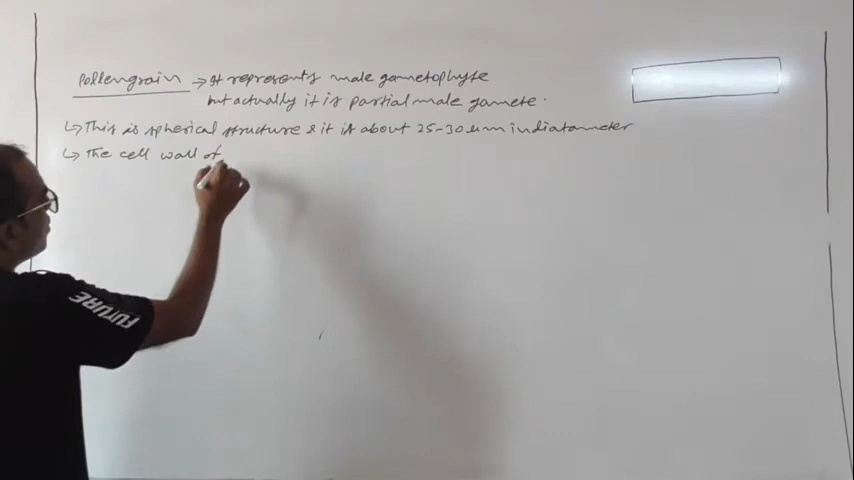 Pollengrain → It represents male gametophyte
but actually it is partial male gamete.
↳ This is spherical structure & it is about 25-30 μm in diatameter
↳ The cell wall of
FUTURE